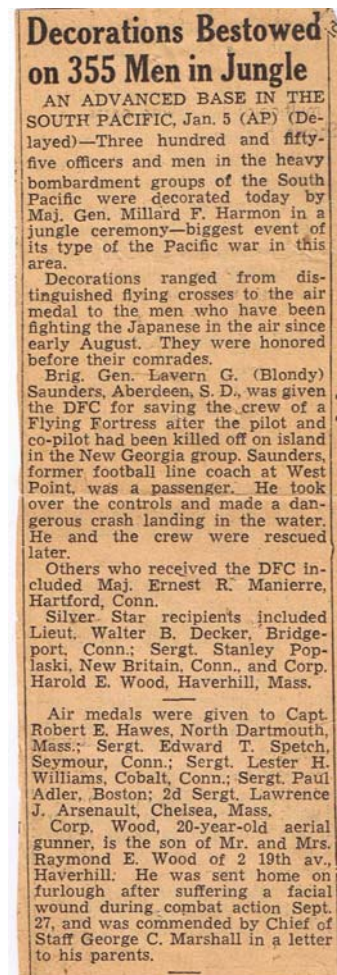 Decorations Bestowed
on 355 Men in Jungle
AN ADVANCED BASE IN THE
SOUTH PACIFIC, Jan. 5 (AP) (De-
layed)—Three hundred and fifty-
five officers and men in the heavy
bombardment groups of the South
Pacific were decorated today by
Maj. Gen. Millard F. Harmon in a
jungle ceremony—biggest event of
its type of the Pacific war in this
area.
Decorations ranged from dis-
tinguished flying crosses to the air
medal to the men who have been
fighting the Japanese in the air since
early August. They were honored
before their comrades.
Brig. Gen. Lavern G. (Blondy)
Saunders, Aberdeen, S. D., was given
the DFC for saving the crew of a
Flying Fortress after the pilot and
co-pilot had been killed off on island
in the New Georgia group. Saunders,
former football line coach at West
Point, was a passenger. He took
over the controls and made a dan-
gerous crash landing in the water.
He and the crew were rescued
later.
Others who received the DFC in-
cluded Maj. Ernest R. Manierre,
Hartford, Conn.
Silver Star recipients included
Lieut. Walter B. Decker, Bridge-
port, Conn.; Sergt. Stanley Pop-
laski, New Britain, Conn., and Corp.
Harold E. Wood, Haverhill, Mass.
Air medals were given to Capt.
Robert E. Hawes, North Dartmouth,
Mass.; Sergt. Edward T. Spetch,
Seymour, Conn.; Sergt. Lester H.
Williams, Cobalt, Conn.; Sergt. Paul
Adler, Boston; 2d Sergt. Lawrence
J. Arsenault, Chelsea, Mass.
Corp. Wood, 20-year-old aerial
gunner, is the son of Mr. and Mrs.
Raymond E. Wood of 2 19th av.,
Haverhill. He was sent home on
furlough after suffering a facial
wound during combat action Sept.
27, and was commended by Chief of
Staff George C. Marshall in a letter
to his parents.